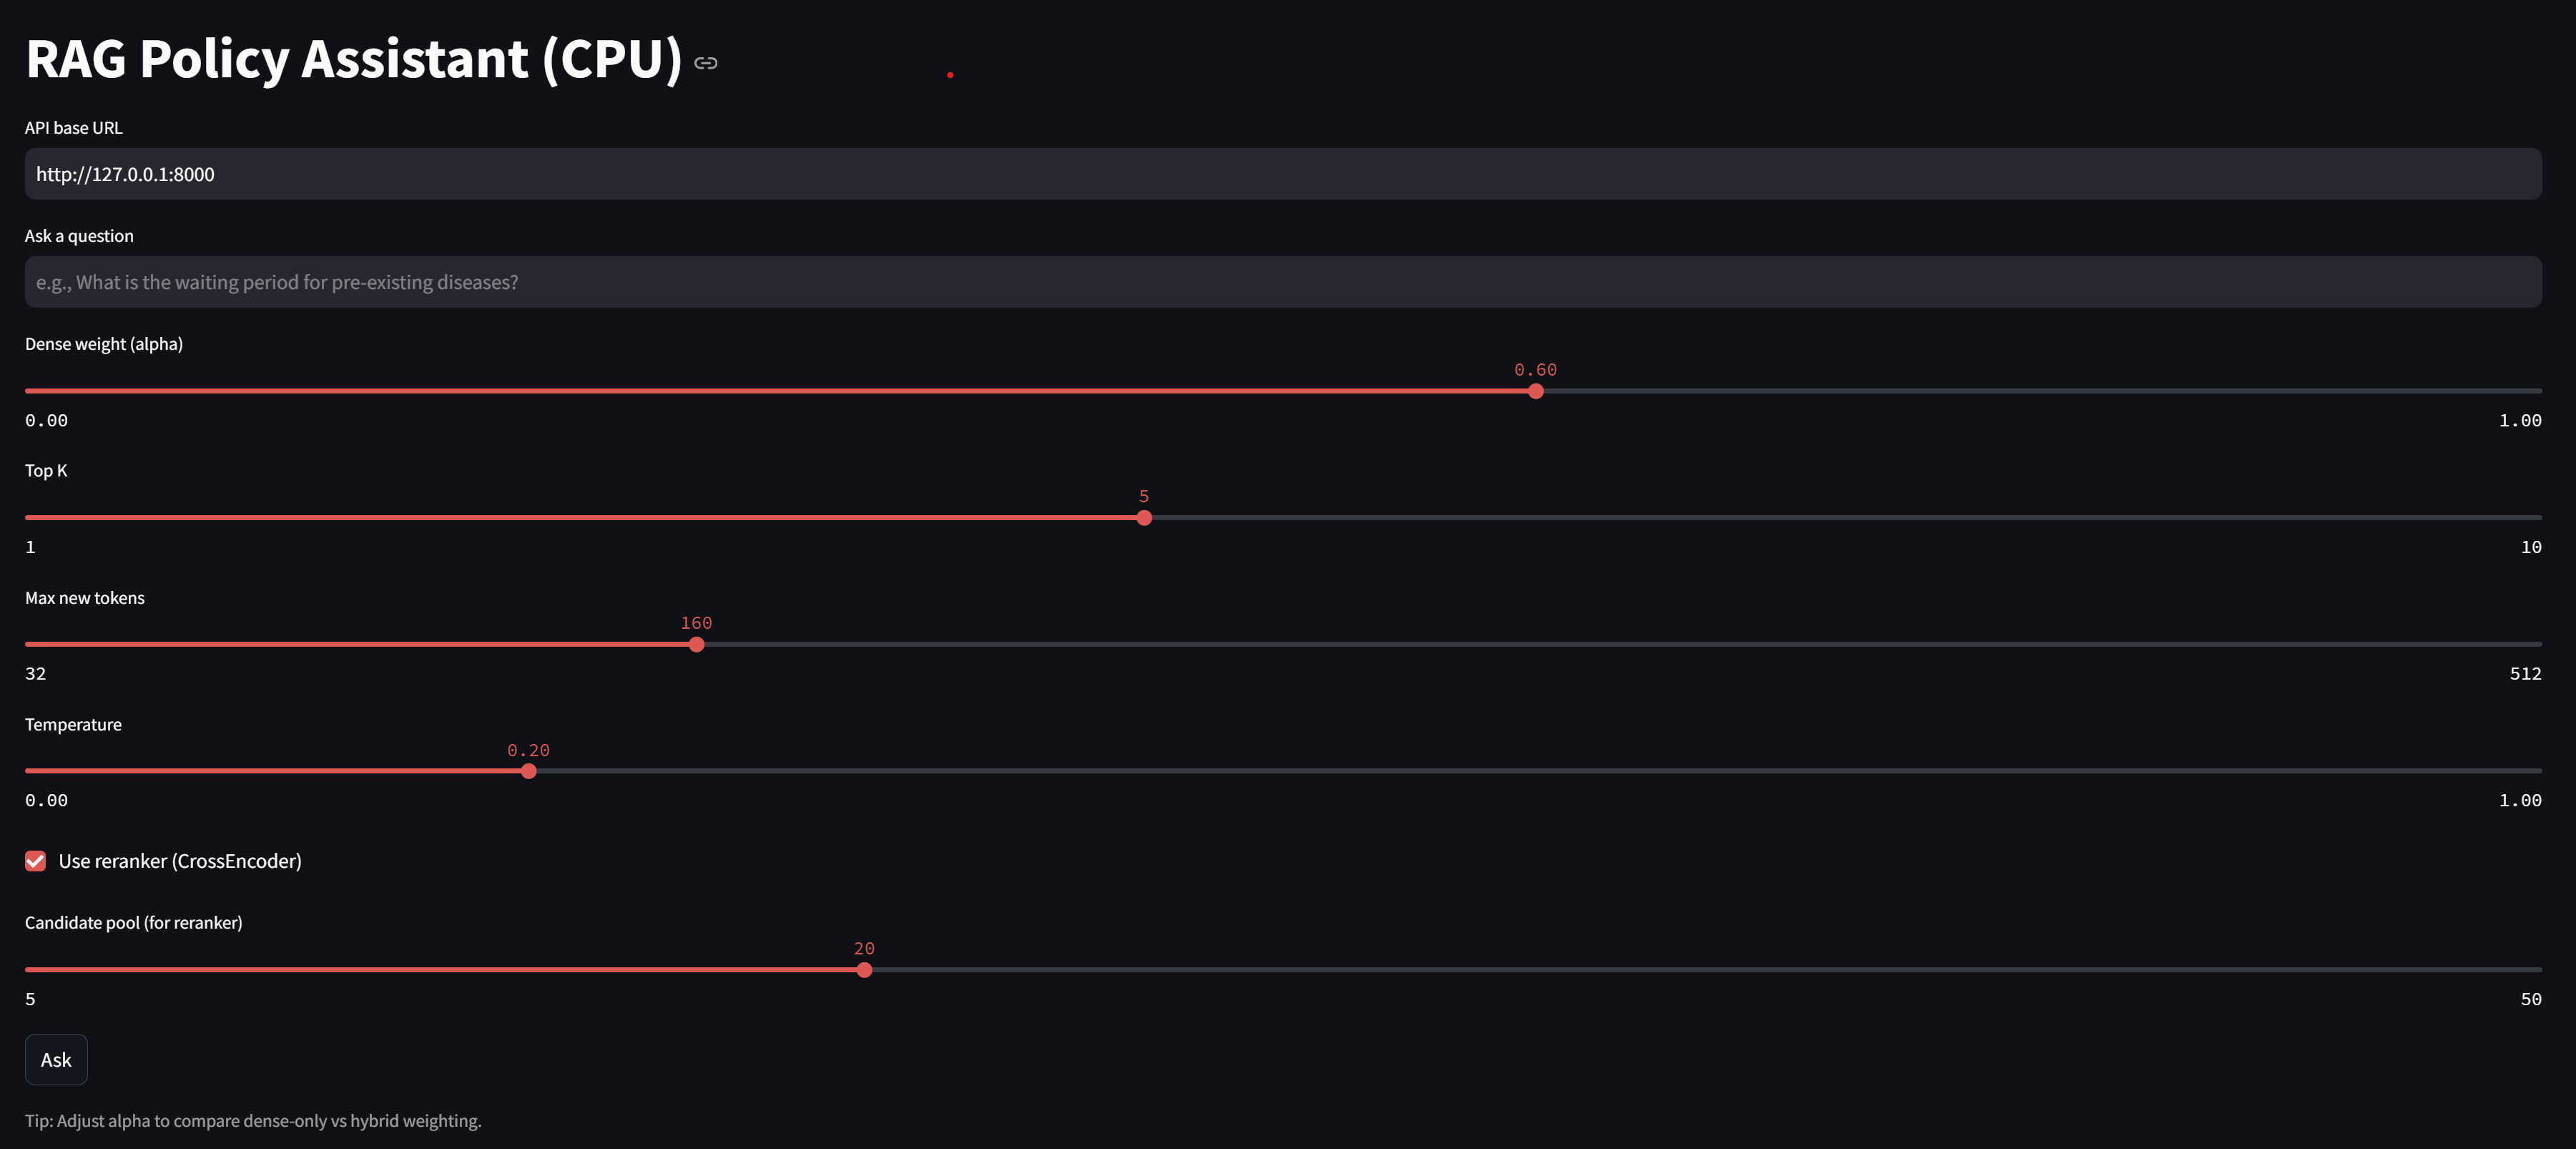 RAG Policy Assistant (CPU)
API base URL
http://127.0.0.1:8000
Ask a question
e.g., What is the waiting period for pre-existing diseases?
Dense weight (alpha)
0.60
0.00 1.00
Top K
5
1 10
Max new tokens
160
32 512
Temperature
0.20
0.00 1.00
Use reranker (CrossEncoder)
Candidate pool (for reranker)
20
5 50
Ask
Tip: Adjust alpha to compare dense-only vs hybrid weighting.